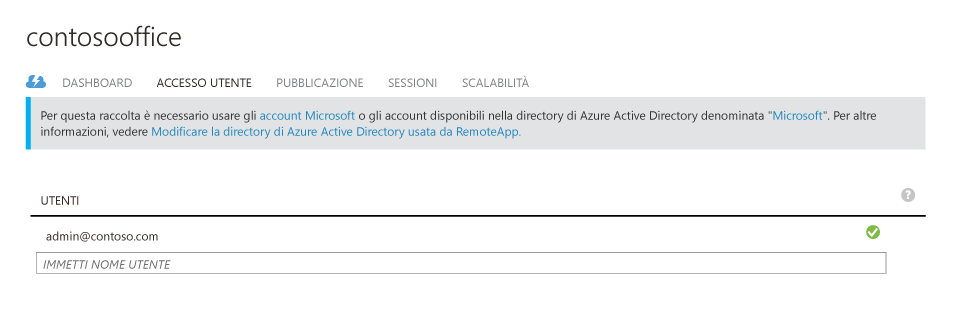 contosooffice
DASHBOARD ACCESSO UTENTE PUBBLICAZIONE SESSIONI SCALABILITÀ
Per questa raccolta è necessario usare gli account Microsoft o gli account disponibili nella directory di Azure Active Directory denominata "Microsoft". Per altre
informazioni, vedere Modificare la directory di Azure Active Directory usata da RemoteApp.
UTENTI ?
admin@contoso.com
IMMETTI NOME UTENTE